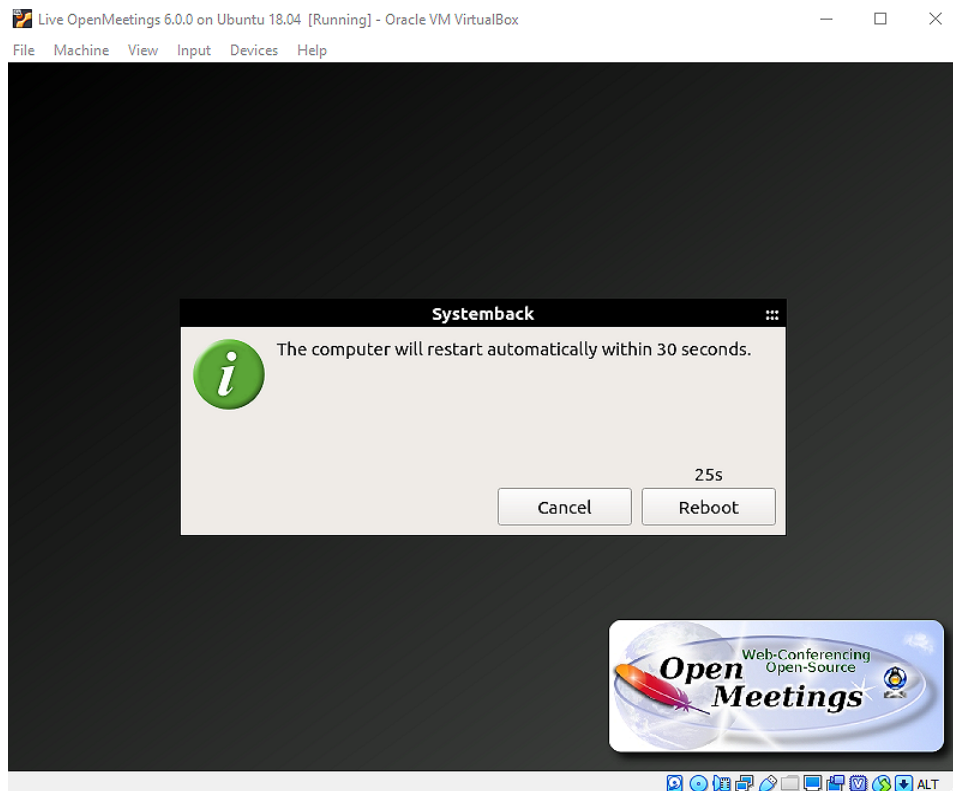 Live OpenMeetings 6.0.0 on Ubuntu 18.04 [Running] - Oracle VM VirtualBox
File Machine View Input Devices Help
Systemback
The computer will restart automatically within 30 seconds.
25s
Cancel Reboot
Web-Conferencing
Open-Source
Open
Meetings
ALT